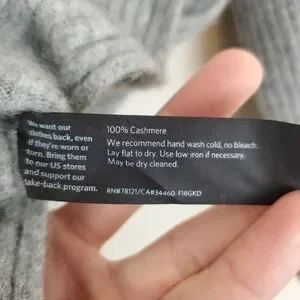 We want our
clothes back, even
if they're worn or
torn. Bring them
to our US stores
and support our
take-back program.
100% Cashmere
We recommend hand wash cold, no bleach.
Lay flat to dry. Use low iron if necessary.
May be dry cleaned.
RN#78121/CA#34460 F18GKD